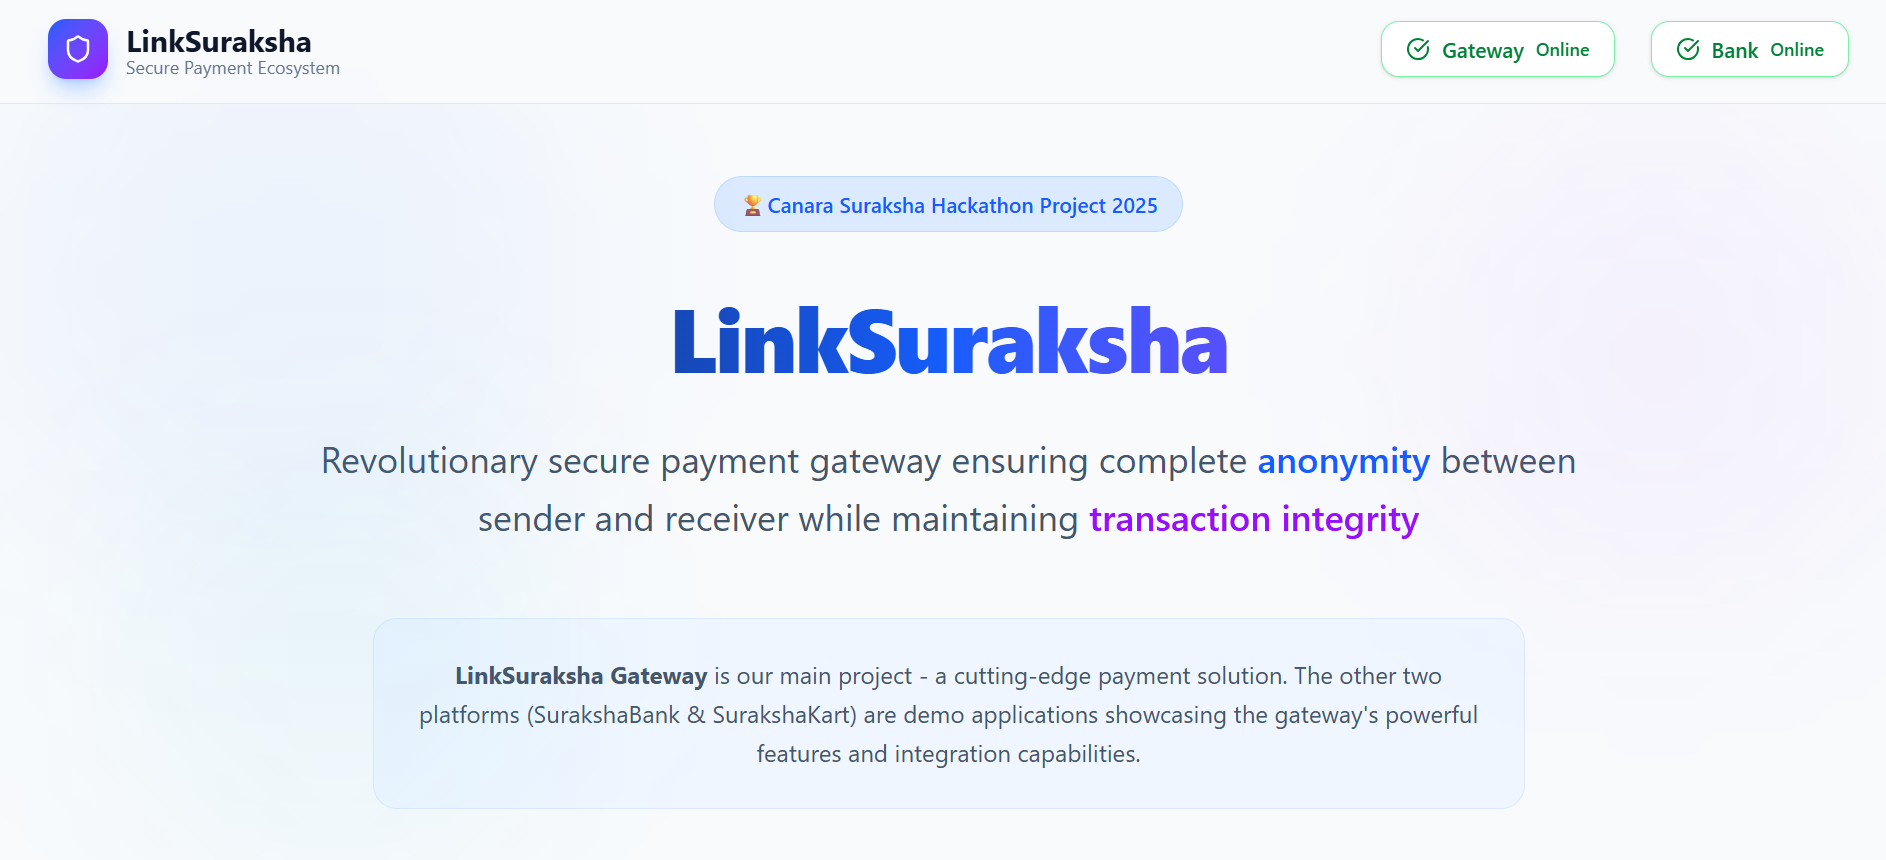 LinkSuraksha
Secure Payment Ecosystem
Gateway Online
Bank Online
🏆 Canara Suraksha Hackathon Project 2025
LinkSuraksha
Revolutionary secure payment gateway ensuring complete anonymity between
sender and receiver while maintaining transaction integrity
LinkSuraksha Gateway is our main project - a cutting-edge payment solution. The other two
platforms (SurakshaBank & SurakshaKart) are demo applications showcasing the gateway's powerful
features and integration capabilities.